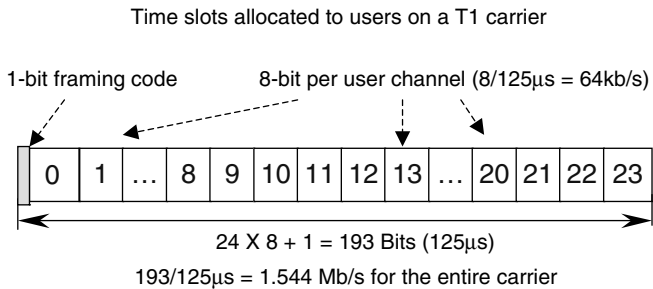 Time slots allocated to users on a T1 carrier
1-bit framing code 8-bit per user channel (8/125μs = 64kb/s)
0 1 ... 8 9 10 11 12 13 ... 20 21 22 23
24 X 8 + 1 = 193 Bits (125μs)
193/125μs = 1.544 Mb/s for the entire carrier